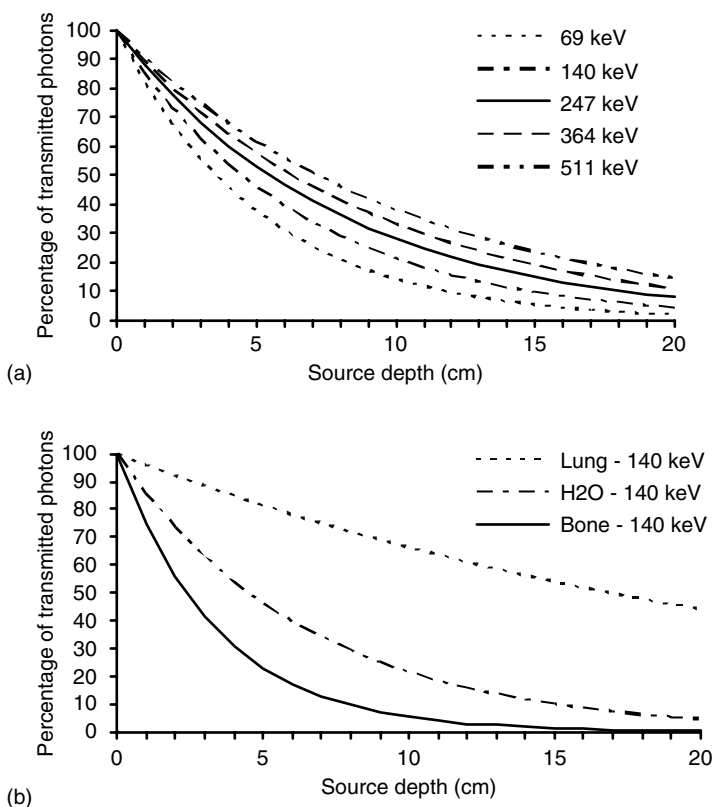 Percentage of transmitted photons
100
90
80
70
60
50
40
30
20
10
0
69 keV
140 keV
247 keV
364 keV
511 keV
0 5 10 15 20
Source depth (cm)
(a)
Percentage of transmitted photons
100
90
80
70
60
50
40
30
20
10
0
Lung - 140 keV
H2O - 140 keV
Bone - 140 keV
0 5 10 15 20
Source depth (cm)
(b)